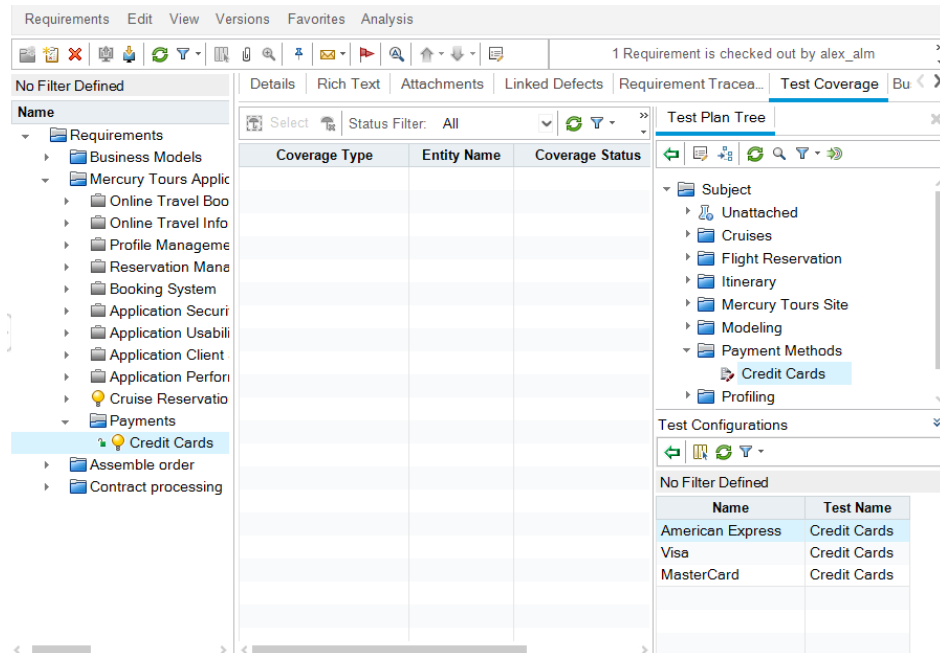 Requirements Edit View Versions Favorites Analysis
1 Requirement is checked out by alex_alm
No Filter Defined
Name
Requirements
Business Models
Mercury Tours Applic
Online Travel Boo
Online Travel Info
Profile Manageme
Reservation Mana
Booking System
Application Securi
Application Usabili
Application Client
Application Perfor
Cruise Reservatio
Payments
Credit Cards
Assemble order
Contract processing
Details Rich Text Attachments Linked Defects Requirement Tracea... Test Coverage Bu
Select Status Filter: All
Coverage Type Entity Name Coverage Status
Test Plan Tree
Subject
Unattached
Cruises
Flight Reservation
Itinerary
Mercury Tours Site
Modeling
Payment Methods
Credit Cards
Profiling
Test Configurations
No Filter Defined
Name Test Name
American Express Credit Cards
Visa Credit Cards
MasterCard Credit Cards